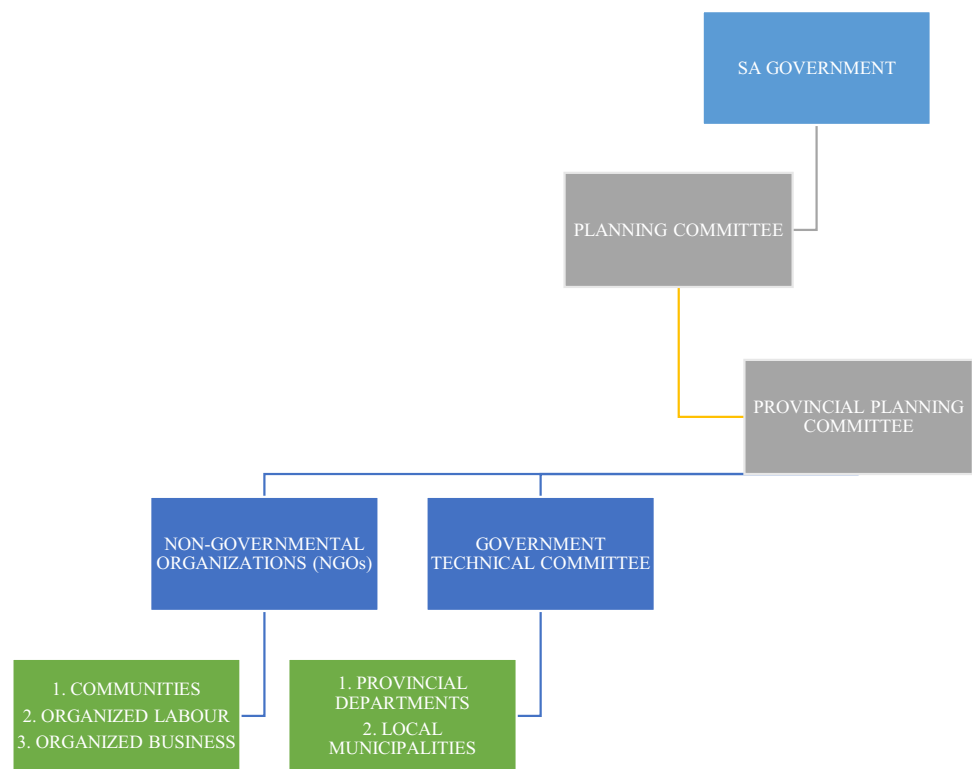 SA GOVERNMENT
PLANNING COMMITTEE
PROVINCIAL PLANNING
COMMITTEE
NON-GOVERNMENTAL
ORGANIZATIONS (NGOs)
GOVERNMENT
TECHNICAL COMMITTEE
1. COMMUNITIES
2. ORGANIZED LABOUR
3. ORGANIZED BUSINESS
1. PROVINCIAL
DEPARTMENTS
2. LOCAL
MUNICIPALITIES